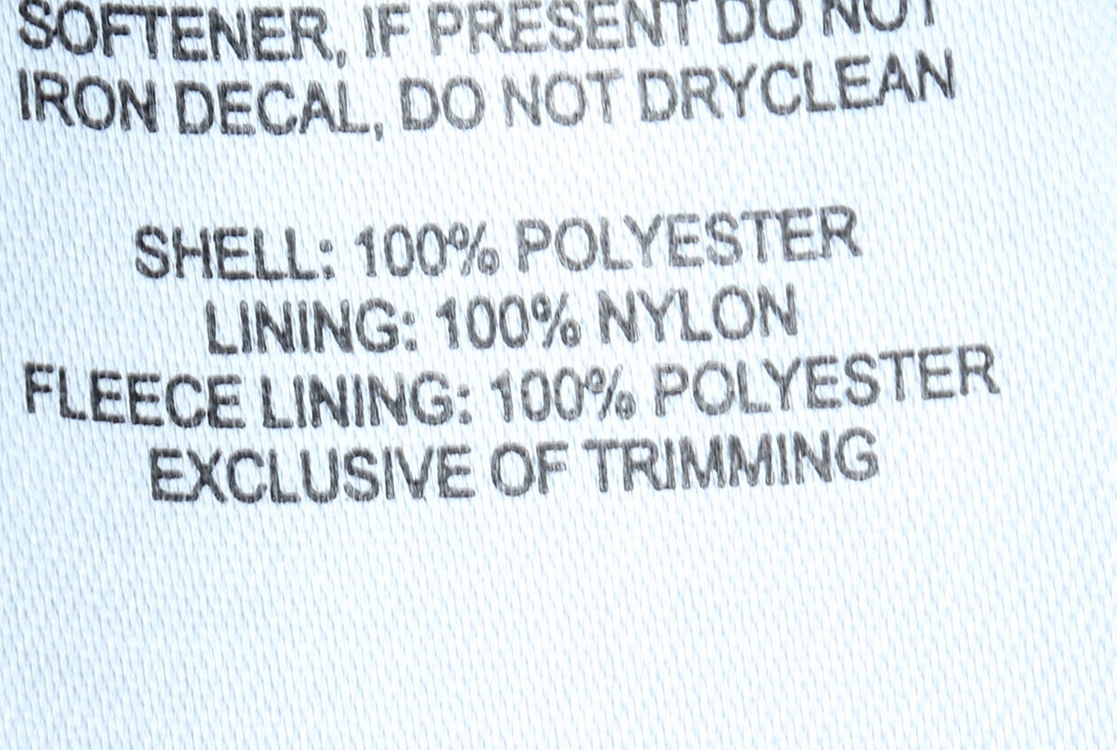 SOFTENER, IF PRESENT DO NOT
IRON DECAL, DO NOT DRYCLEAN
SHELL: 100% POLYESTER
LINING: 100% NYLON
FLEECE LINING: 100% POLYESTER
EXCLUSIVE OF TRIMMING